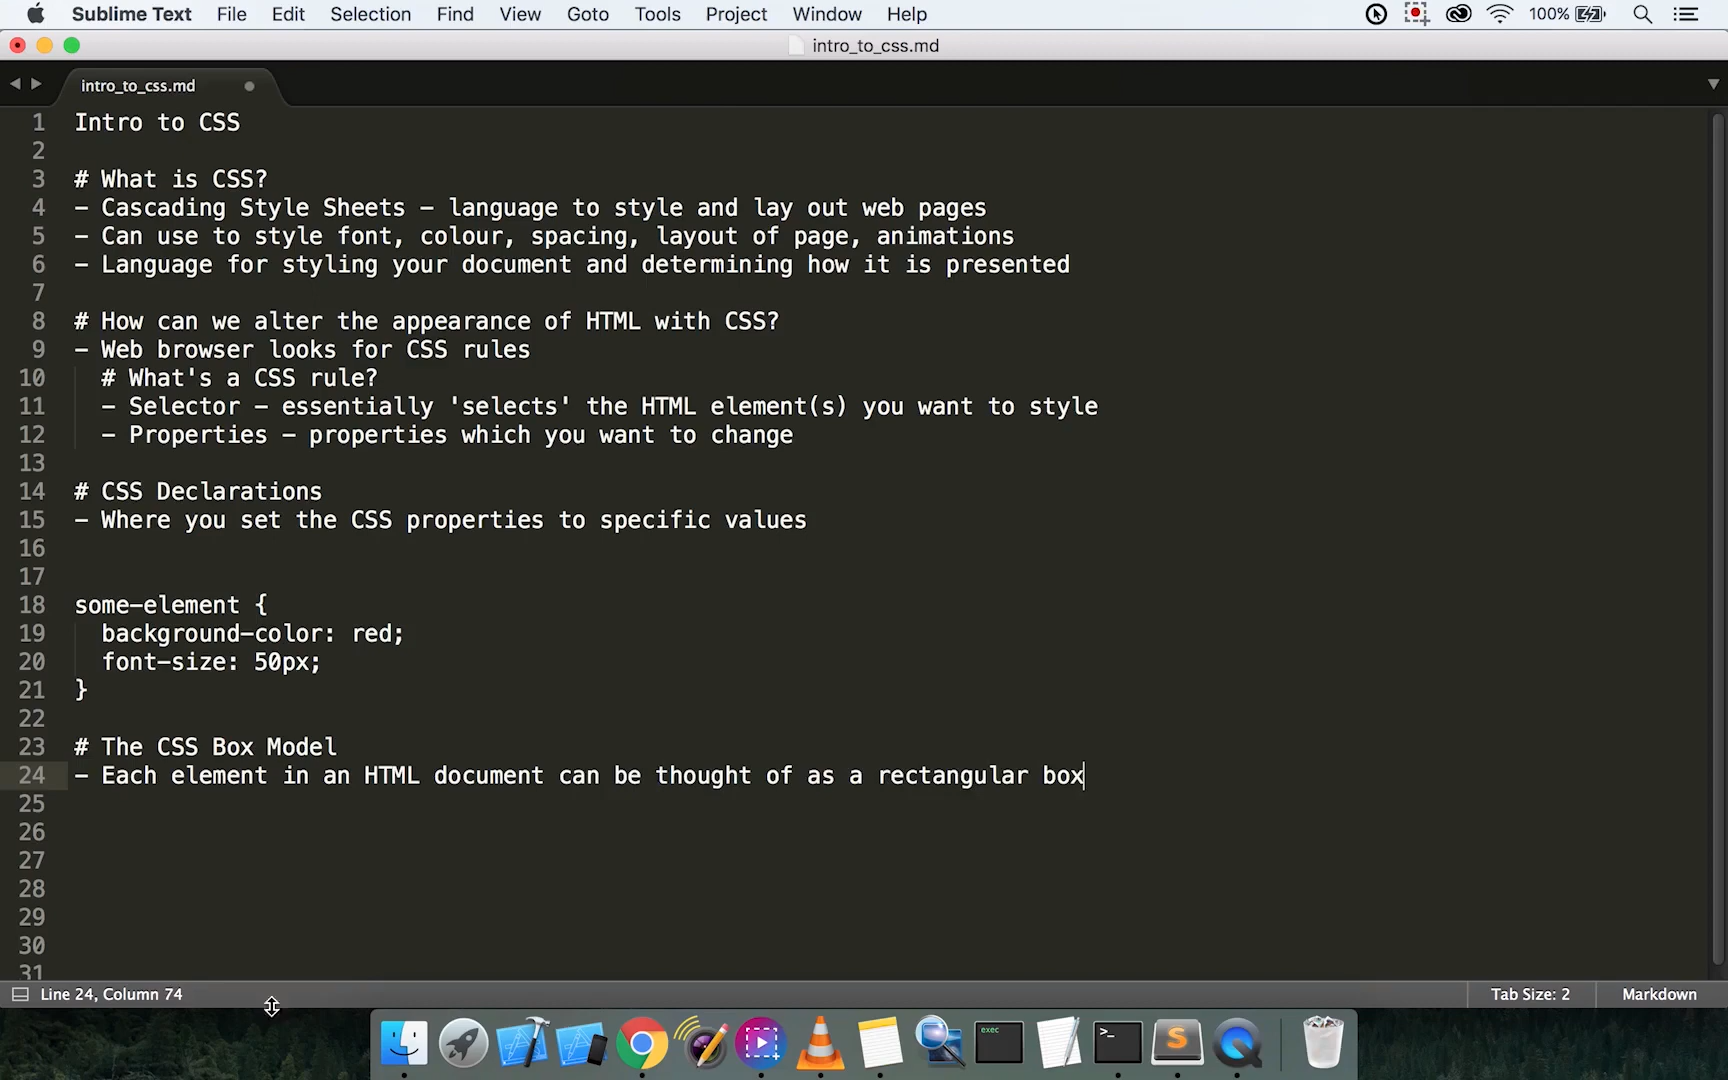 Sublime Text File Edit Selection Find View Goto Tools Project Window Help 100%
intro_to_css.md
intro_to_css.md
1 Intro to CSS
2
3 # What is CSS?
4 - Cascading Style Sheets - language to style and lay out web pages
5 - Can use to style font, colour, spacing, layout of page, animations
6 - Language for styling your document and determining how it is presented
7
8 # How can we alter the appearance of HTML with CSS?
9 - Web browser looks for CSS rules
10 # What's a CSS rule?
11 - Selector - essentially 'selects' the HTML element(s) you want to style
12 - Properties - properties which you want to change
13
14 # CSS Declarations
15 - Where you set the CSS properties to specific values
16
17
18 some-element {
19 background-color: red;
20 font-size: 50px;
21 }
22
23 # The CSS Box Model
24 - Each element in an HTML document can be thought of as a rectangular box
25
26
27
28
29
30
31
Line 24, Column 74 Tab Size: 2 Markdown
exec >_ S